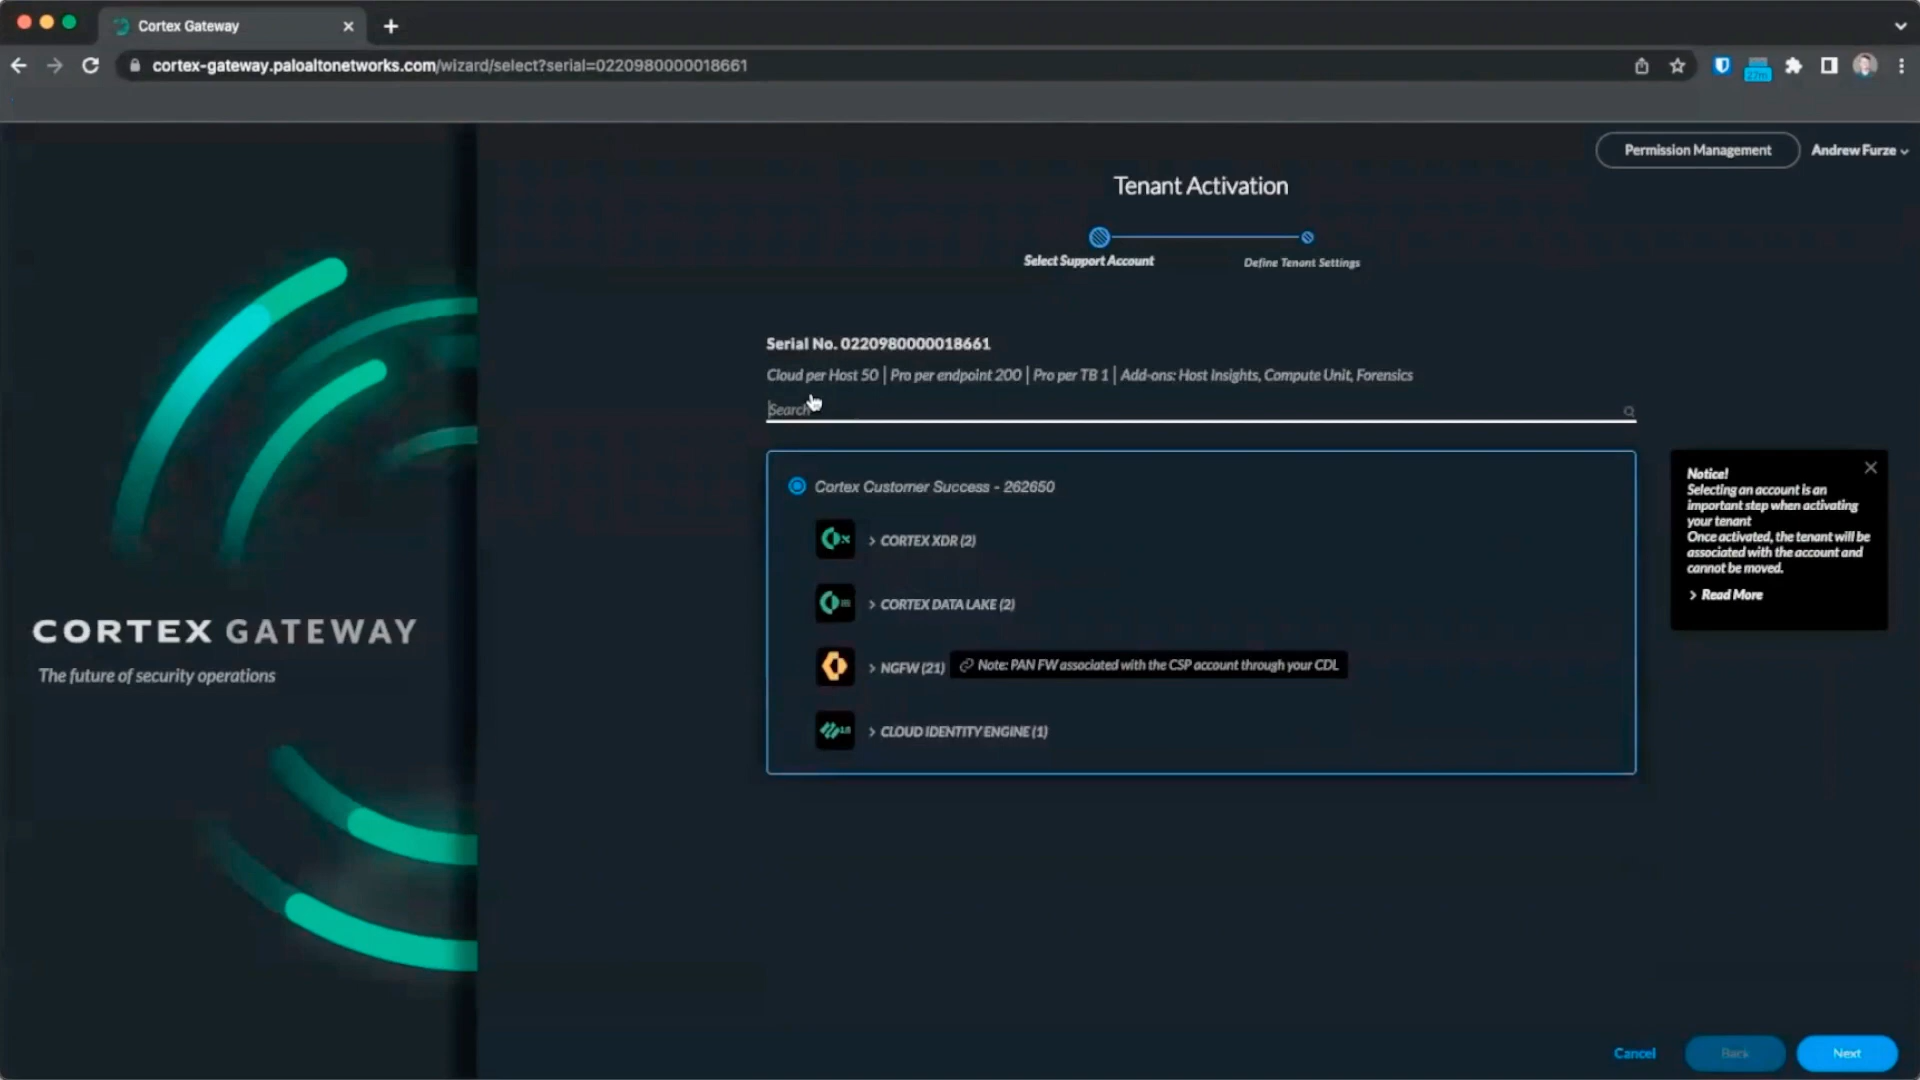 Cortex Gateway
cortex-gateway.paloaltonetworks.com/wizard/select?serial=0220980000018661
27m
Permission Management
Andrew Furze
Tenant Activation
Select Support Account
Define Tenant Settings
Serial No. 0220980000018661
Cloud per Host 50 | Pro per endpoint 200 | Pro per TB 1 | Add-ons: Host Insights, Compute Unit, Forensics
Search
Cortex Customer Success - 262650
> CORTEX XDR (2)
> CORTEX DATA LAKE (2)
> NGFW (21)
Note: PAN FW associated with the CSP account through your CDL
> CLOUD IDENTITY ENGINE (1)
Notice!
Selecting an account is an
important step when activating
your tenant
Once activated, the tenant will be
associated with the account and
cannot be moved.
> Read More
CORTEX GATEWAY
The future of security operations
Cancel
Back
Next